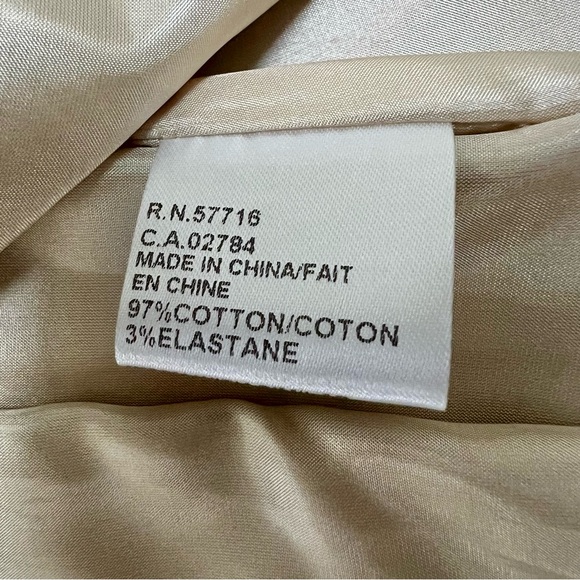 R.N.57716
C.A.02784
MADE IN CHINA/FAIT
EN CHINE
97%COTTON/COTON
3%ELASTANE